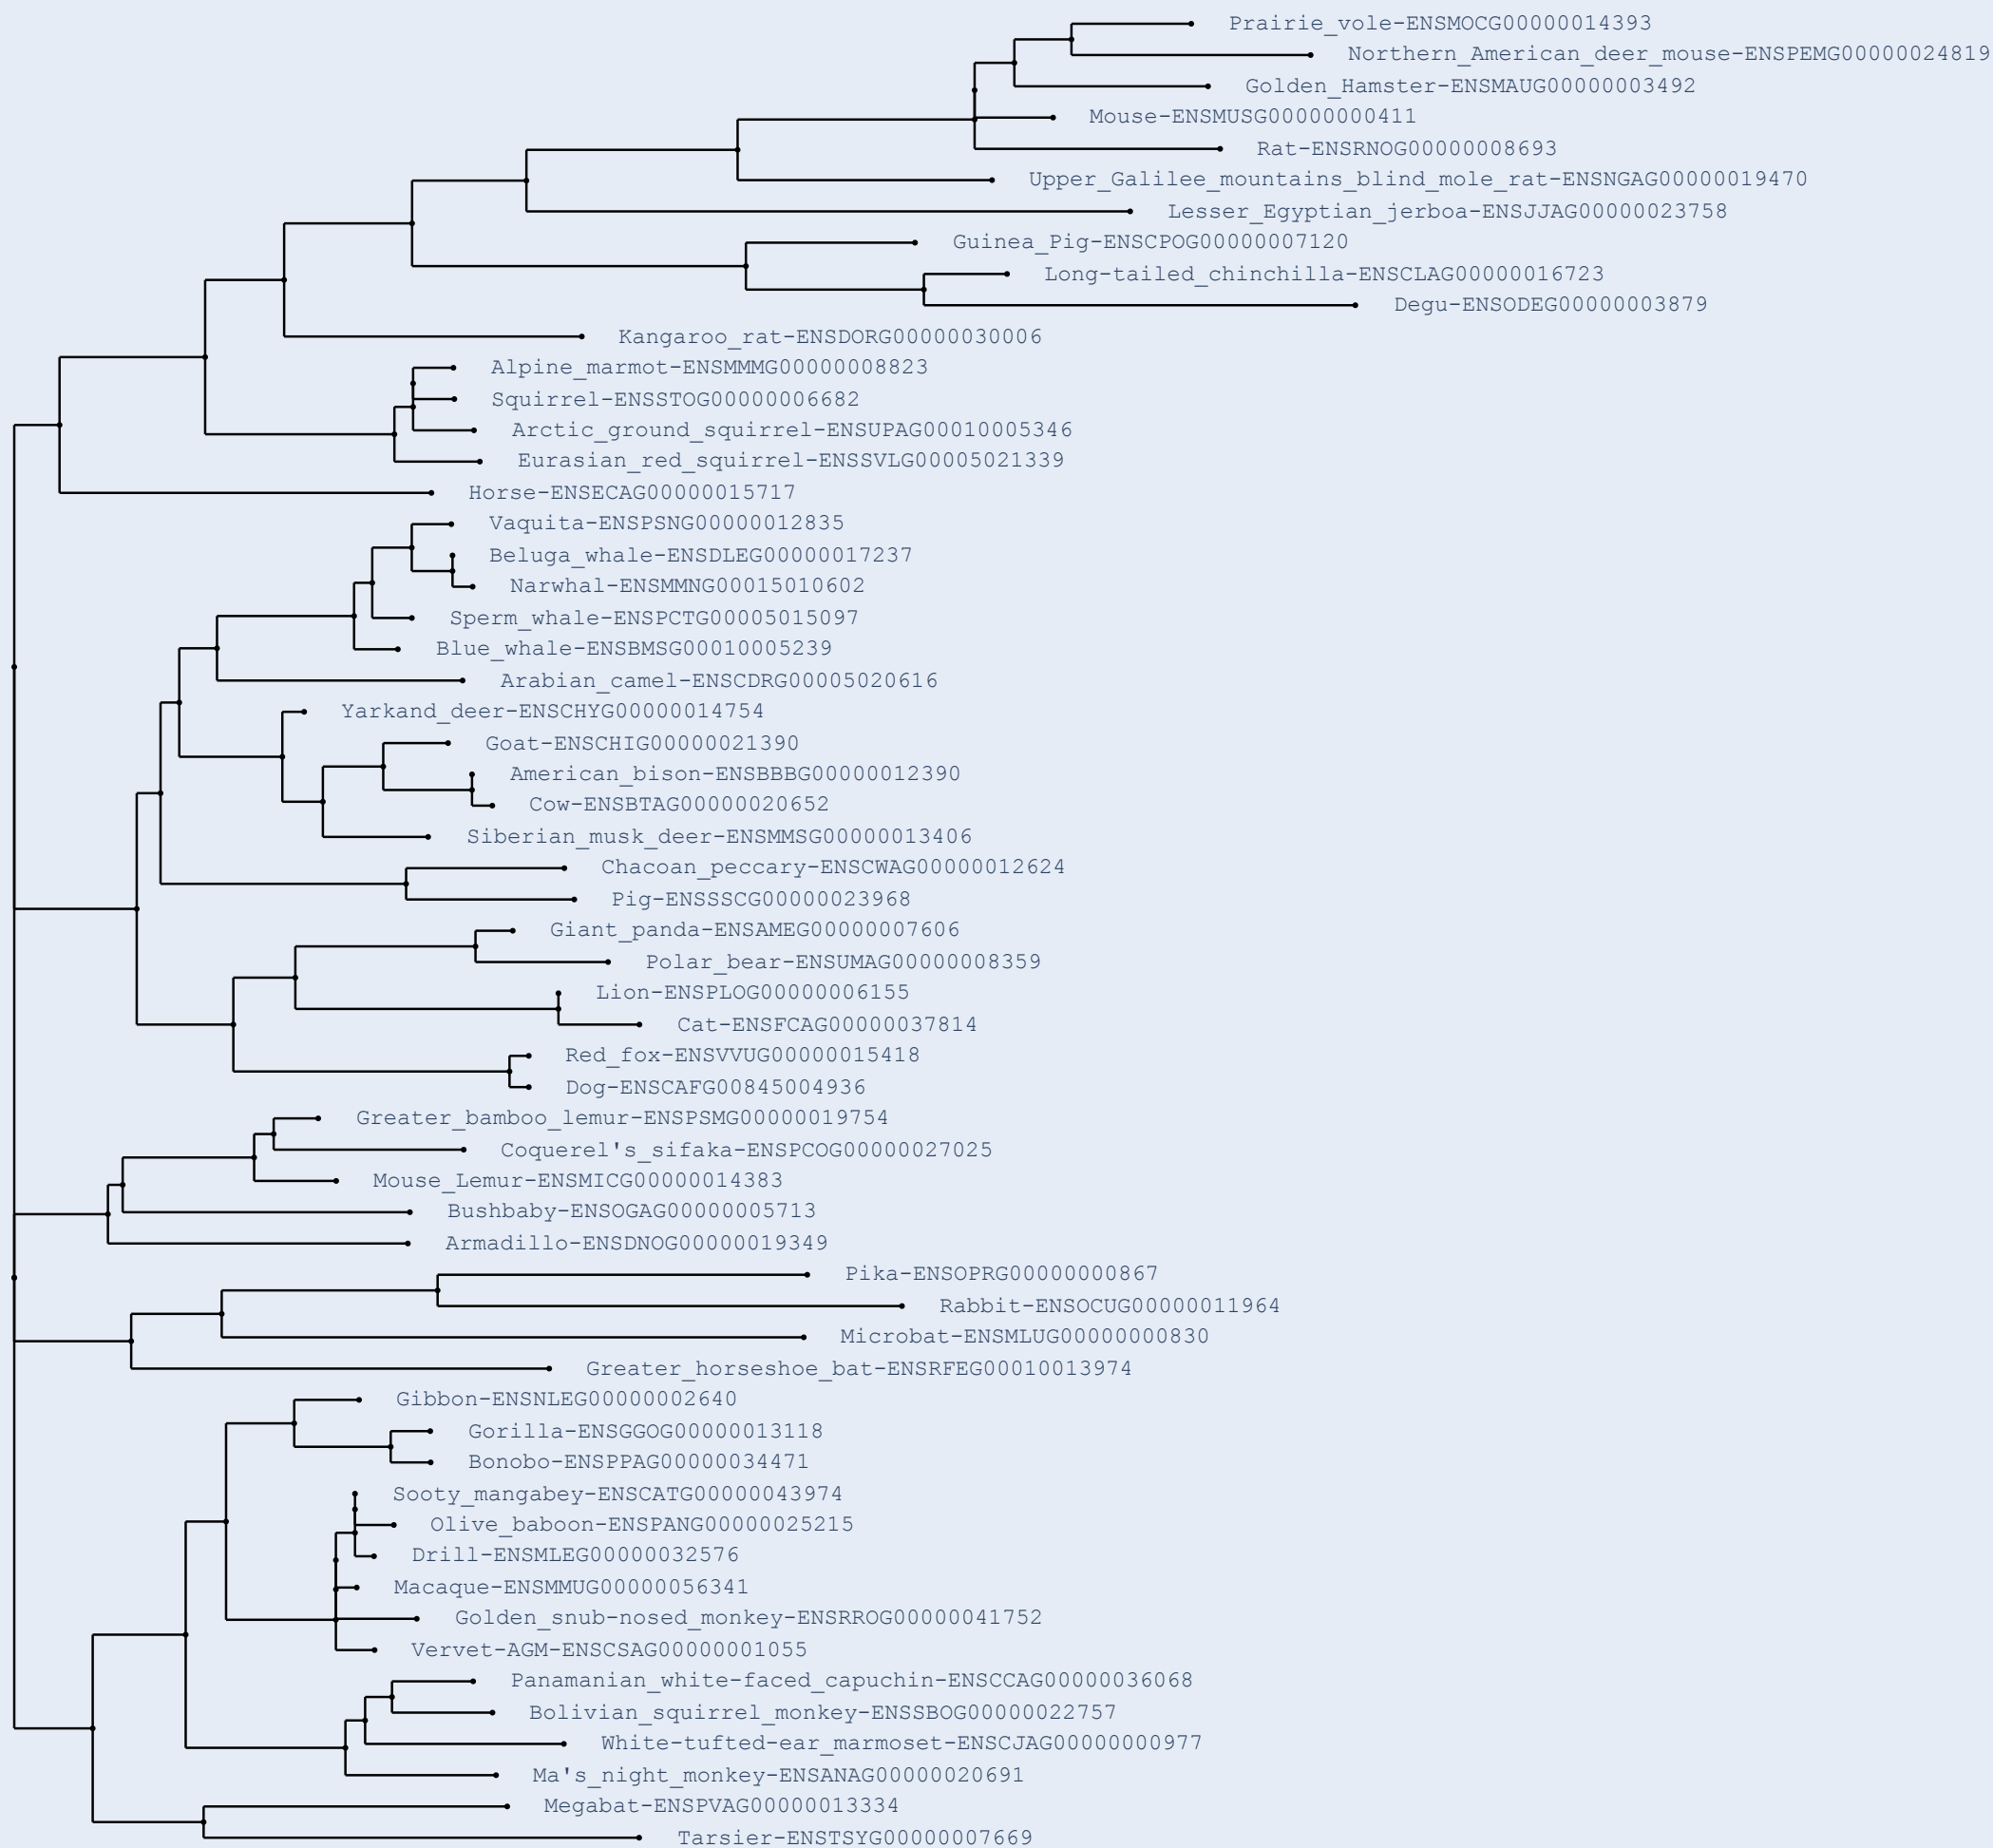 Prairie_vole-ENSMOCG00000014393
Northern_American_deer_mouse-ENSPEMG00000024819
Golden_Hamster-ENSMAUG00000003492
Mouse-ENSMUSG00000000411
Rat-ENSRNOG00000008693
Upper_Galilee_mountains_blind_mole_rat-ENSNGAG00000019470
Lesser_Egyptian_jerboa-ENSJJAG00000023758
Guinea_Pig-ENSCPOG00000007120
Long-tailed_chinchilla-ENSCLAG00000016723
Degu-ENSODEG00000003879
Kangaroo_rat-ENSDORG00000030006
Alpine_marmot-ENSMMMG00000008823
Squirrel-ENSSTOG00000006682
Arctic_ground_squirrel-ENSUPAG00010005346
Eurasian_red_squirrel-ENSSVLG00005021339
Horse-ENSECAG00000015717
Vaquita-ENSPSNG00000012835
Beluga_whale-ENSDLEG00000017237
Narwhal-ENSMMNG00015010602
Sperm_whale-ENSPCTG00005015097
Blue_whale-ENSBMSG00010005239
Arabian_camel-ENSCDRG00005020616
Yarkand_deer-ENSCHYG00000014754
Goat-ENSCHIG00000021390
American_bison-ENSBBBG00000012390
Cow-ENSBTAG00000020652
Siberian_musk_deer-ENSMMSG00000013406
Chacoan_peccary-ENSCWAG00000012624
Pig-ENSSSCG00000023968
Giant_panda-ENSAMEG00000007606
Polar_bear-ENSUMAG00000008359
Lion-ENSPLOG00000006155
Cat-ENSFCAG00000037814
Red_fox-ENSVVUG00000015418
Dog-ENSCAFG00845004936
Greater_bamboo_lemur-ENSPSMG00000019754
Coquerel's_sifaka-ENSPCOG00000027025
Mouse_Lemur-ENSMICG00000014383
Bushbaby-ENSOGAG00000005713
Armadillo-ENSDNOG00000019349
Pika-ENSOPRG00000000867
Rabbit-ENSOCUG00000011964
Microbat-ENSMLUG00000000830
Greater_horseshoe_bat-ENSRFEG00010013974
Gibbon-ENSNLEG00000002640
Gorilla-ENSGGOG00000013118
Bonobo-ENSPPAG00000034471
Sooty_mangabey-ENSCATG00000043974
Olive_baboon-ENSPANG00000025215
Drill-ENSMLEG00000032576
Macaque-ENSMMUG00000056341
Golden_snub-nosed_monkey-ENSRROG00000041752
Vervet-AGM-ENSCSAG00000001055
Panamanian_white-faced_capuchin-ENSCCAG00000036068
Bolivian_squirrel_monkey-ENSSBOG00000022757
White-tufted-ear_marmoset-ENSCJAG00000000977
Ma's_night_monkey-ENSANAG00000020691
Megabat-ENSPVAG00000013334
Tarsier-ENSTSYG00000007669